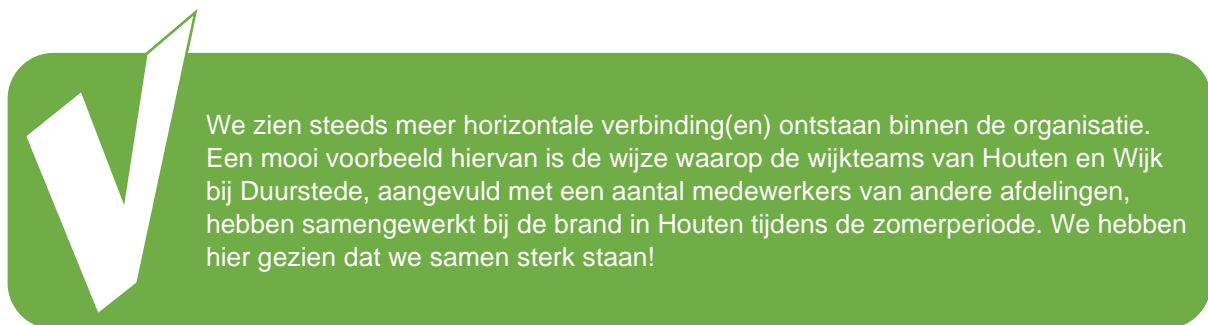 We zien steeds meer horizontale verbinding(en) ontstaan binnen de organisatie.
Een mooi voorbeeld hiervan is de wijze waarop de wijkteams van Houten en Wijk
bij Duurstede, aangevuld met een aantal medewerkers van andere afdelingen,
hebben samengewerkt bij de brand in Houten tijdens de zomerperiode. We hebben
hier gezien dat we samen sterk staan!